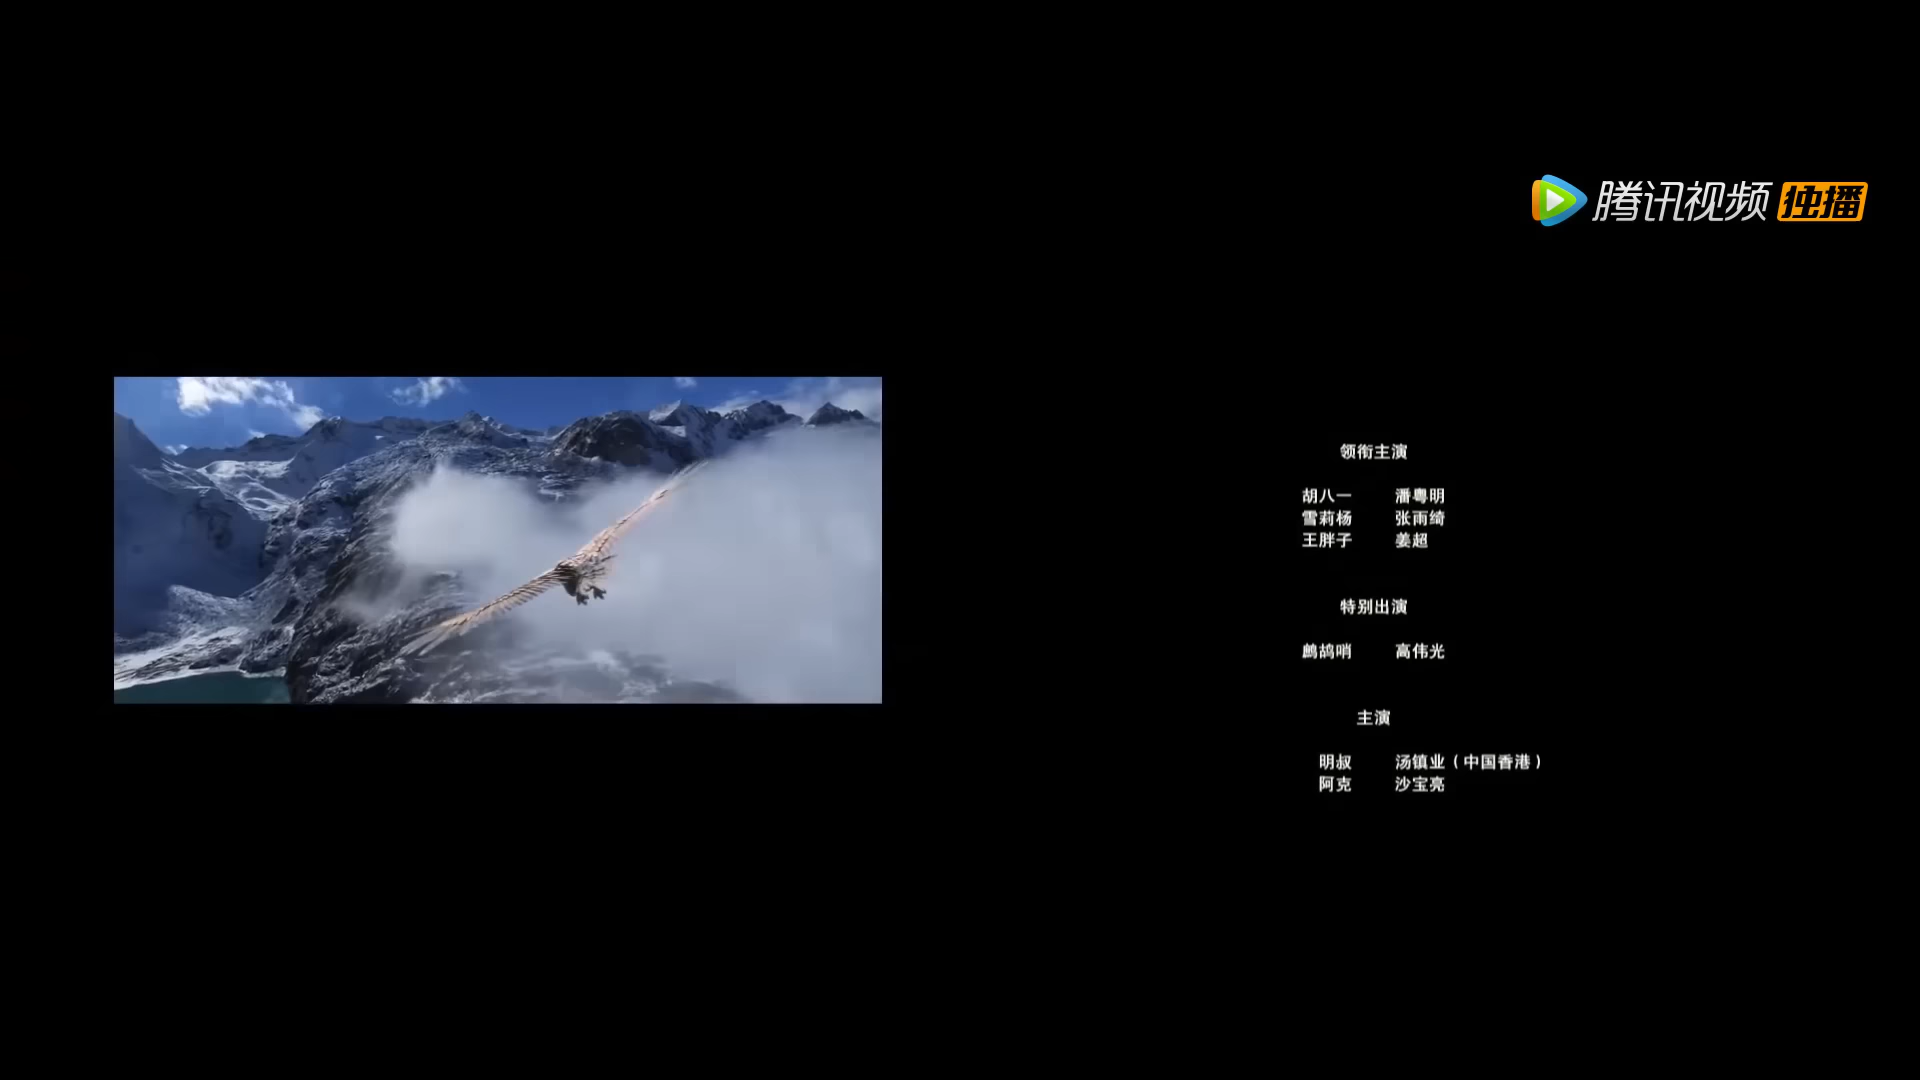 腾讯视频 独播
领衔主演
胡八一 潘粤明
雪莉杨 张雨绮
王胖子 姜超
特别出演
鹧鸪哨 高伟光
主演
明叔 汤镇业（中国香港）
阿克 沙宝亮